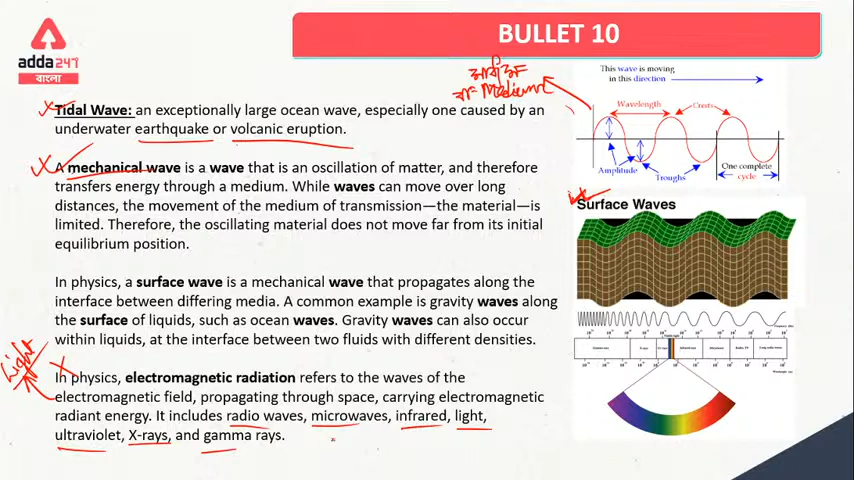 BULLET 10
adda247
বাংলা
Tidal Wave: an exceptionally large ocean wave, especially one caused by an
underwater earthquake or volcanic eruption.
A mechanical wave is a wave that is an oscillation of matter, and therefore
transfers energy through a medium. While waves can move over long
distances, the movement of the medium of transmission—the material—is
limited. Therefore, the oscillating material does not move far from its initial
equilibrium position.
In physics, a surface wave is a mechanical wave that propagates along the
interface between differing media. A common example is gravity waves along
the surface of liquids, such as ocean waves. Gravity waves can also occur
within liquids, at the interface between two fluids with different densities.
Light
In physics, electromagnetic radiation refers to the waves of the
electromagnetic field, propagating through space, carrying electromagnetic
radiant energy. It includes radio waves, microwaves, infrared, light,
ultraviolet, X-rays, and gamma rays.
Medium
This wave is moving
in this direction
Wavelength
Crests
Amplitude
Troughs
One complete
cycle
Surface Waves